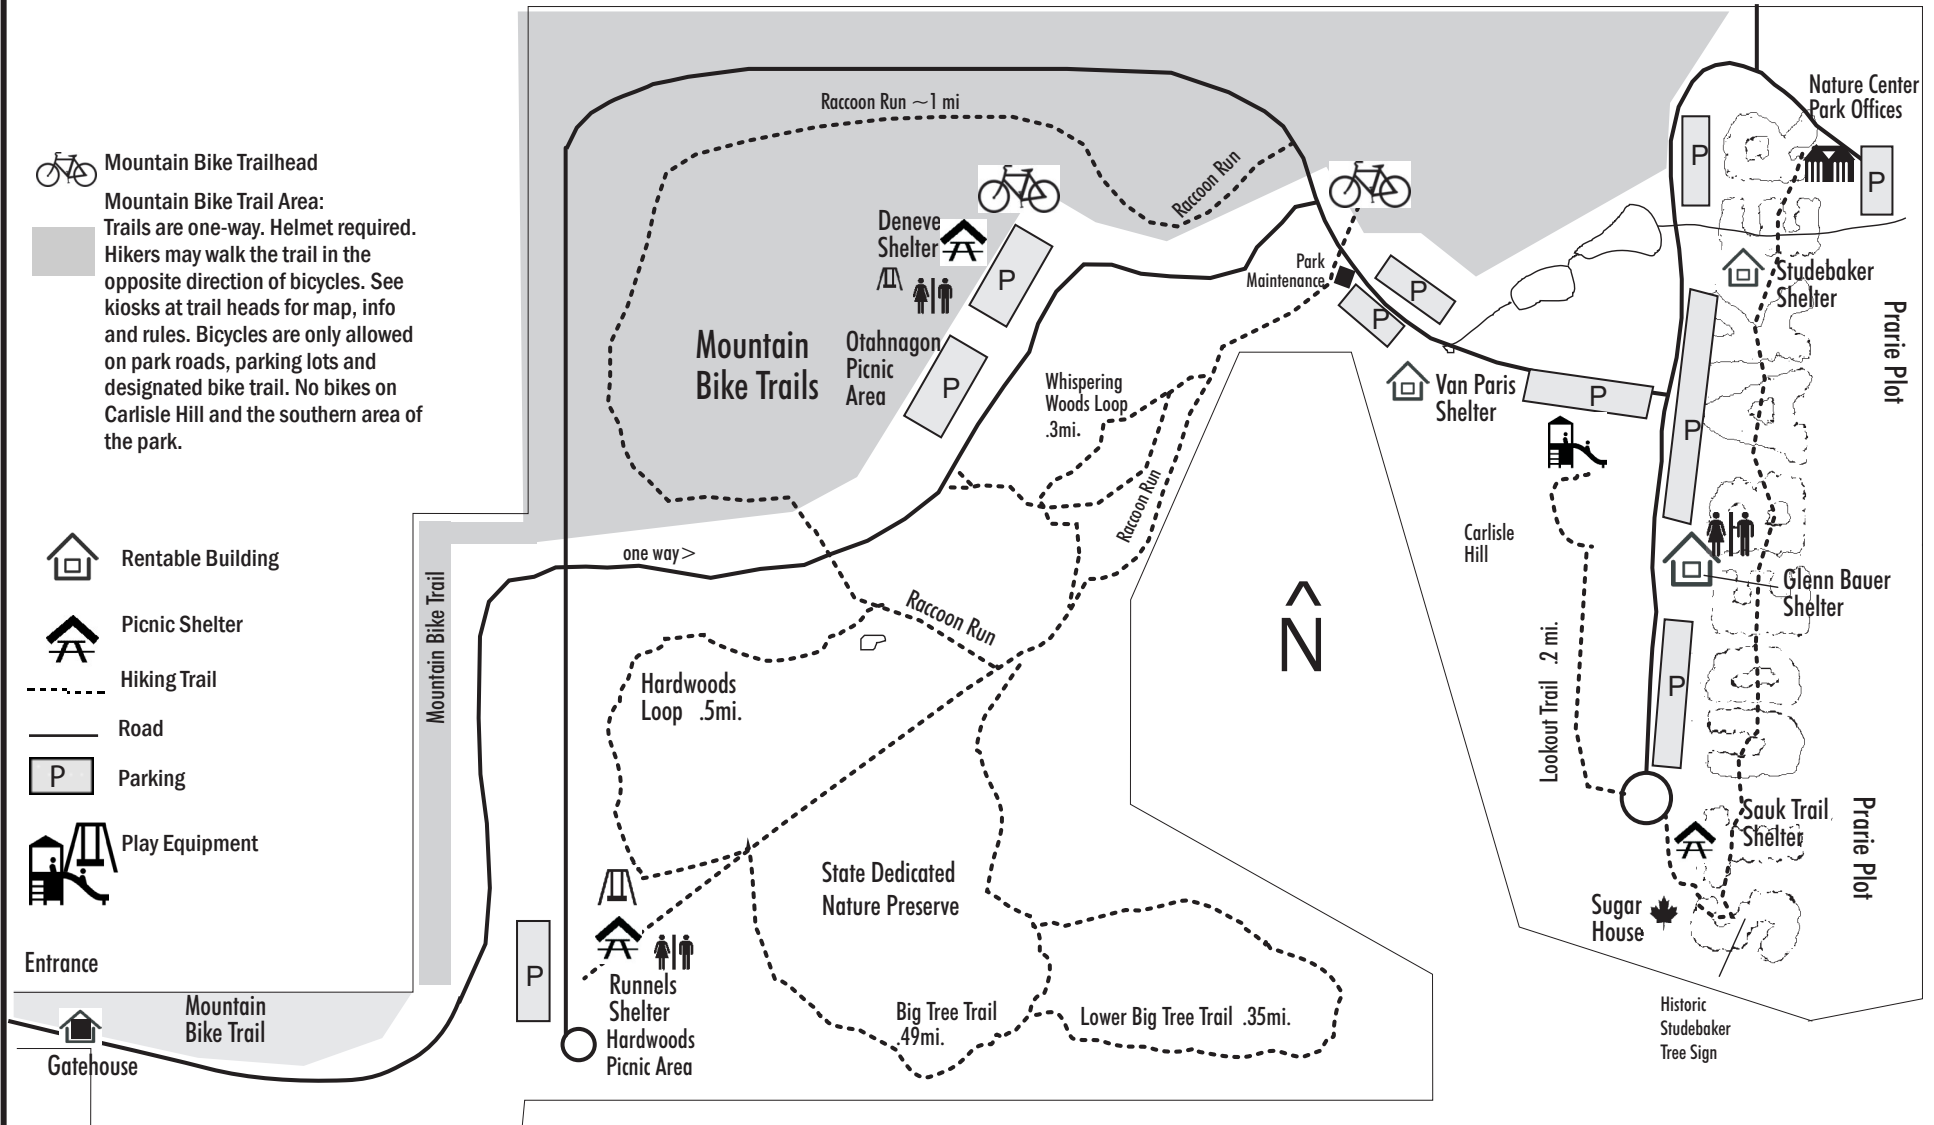 Mountain Bike Trailhead
Mountain Bike Trail Area:
Trails are one-way. Helmet required.
Hikers may walk the trail in the
opposite direction of bicycles. See
kiosks at trail heads for map, info
and rules. Bicycles are only allowed
on park roads, parking lots and
designated bike trail. No bikes on
Carlisle Hill and the southern area of
the park.
Rentable Building
Picnic Shelter
Hiking Trail
Road
P
Parking
Play Equipment
Entrance
Gatehouse
Mountain
Bike Trail
Mountain Bike Trail
Raccoon Run ~1 mi
Raccoon Run
Deneve
Shelter
P
Mountain
Bike Trails
Otahnagon
Picnic
Area
P
one way>
Raccoon Run
Whispering
Woods Loop
.3mi.
Raccoon Run
Park
Maintenance
P
P
Hardwoods
Loop .5mi.
State Dedicated
Nature Preserve
P
Runnels
Shelter
Hardwoods
Picnic Area
Big Tree Trail
.49mi.
Lower Big Tree Trail .35mi.
N
Van Paris
Shelter
P
Carlisle
Hill
Lookout Trail .2 mi.
Nature Center
Park Offices
P
P
Studebaker
Shelter
P
Prarie Plot
Glenn Bauer
Shelter
P
Sauk Trail
Shelter
Prarie Plot
Sugar
House
Historic
Studebaker
Tree Sign
STUDEBAKER